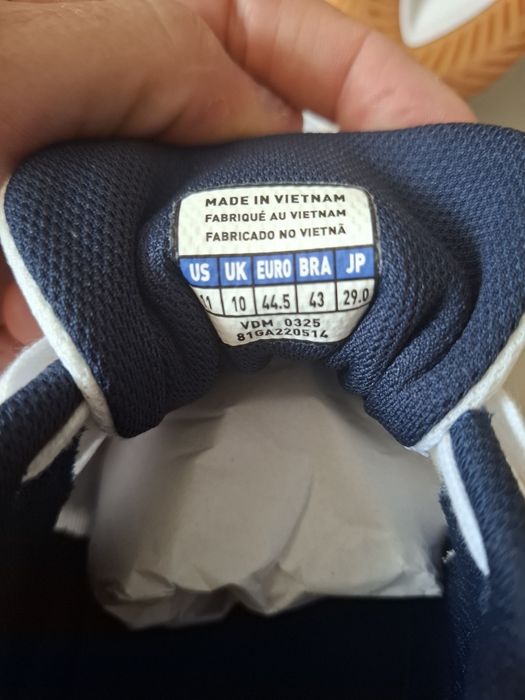 MADE IN VIETNAM
FABRIQUÉ AU VIETNAM
FABRICADO NO VIETNÃ
US UK EURO BRA JP
11 10 44.5 43 29.0
VDM 0325
81GA220514